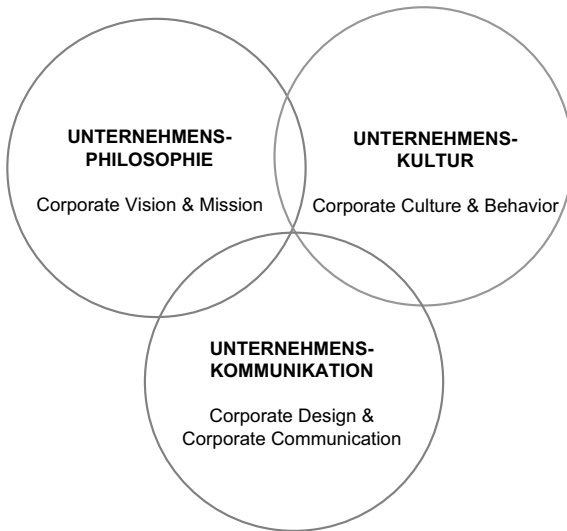 UNTERNEHMENS-
PHILOSOPHIE
Corporate Vision & Mission
UNTERNEHMENS-
KULTUR
Corporate Culture & Behavior
UNTERNEHMENS-
KOMMUNIKATION
Corporate Design &
Corporate Communication